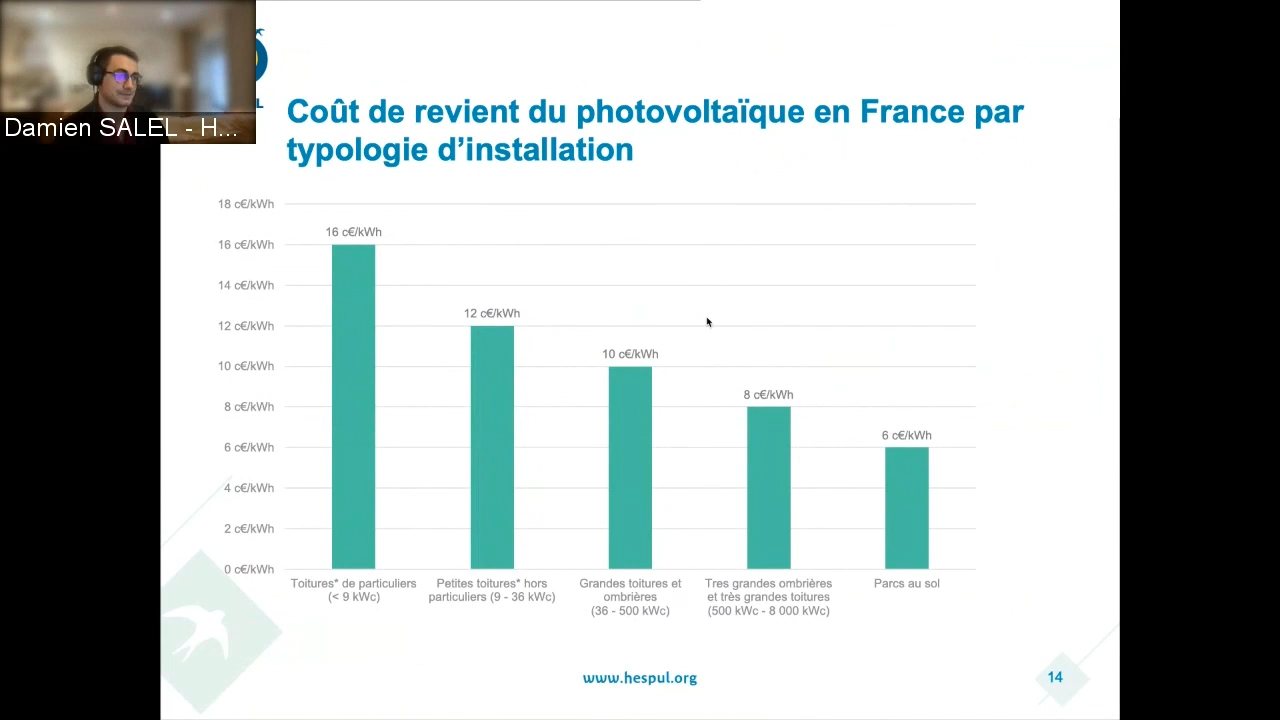 Damien SALEL - H...
L
Coût de revient du photovoltaïque en France par
typologie d'installation
18 c€/kWh
16 c€/kWh
14 c€/kWh
12 c€/kWh
10 c€/kWh
8 c€/kWh
6 c€/kWh
4 c€/kWh
2 c€/kWh
0 c€/kWh
16 c€/kWh
12 c€/kWh
10 c€/kWh
8 c€/kWh
6 c€/kWh
Toitures* de particuliers
(< 9 kWc)
Petites toitures* hors
particuliers (9 - 36 kWc)
Grandes toitures et
ombrières
(36 - 500 kWc)
Tres grandes ombrières
et très grandes toitures
(500 kWc - 8 000 kWc)
Parcs au sol
www.hespul.org
14